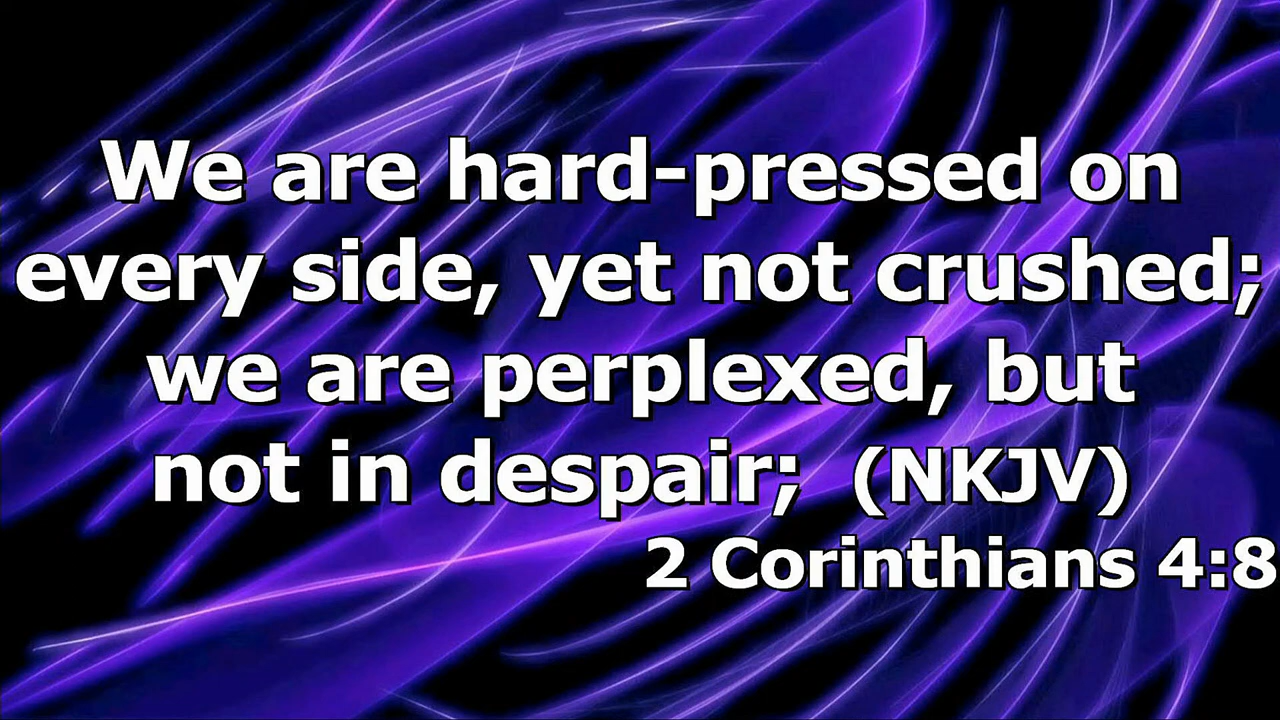 We are hard-pressed on
every side, yet not crushed;
we are perplexed, but
not in despair; (NKJV)
2 Corinthians 4:8